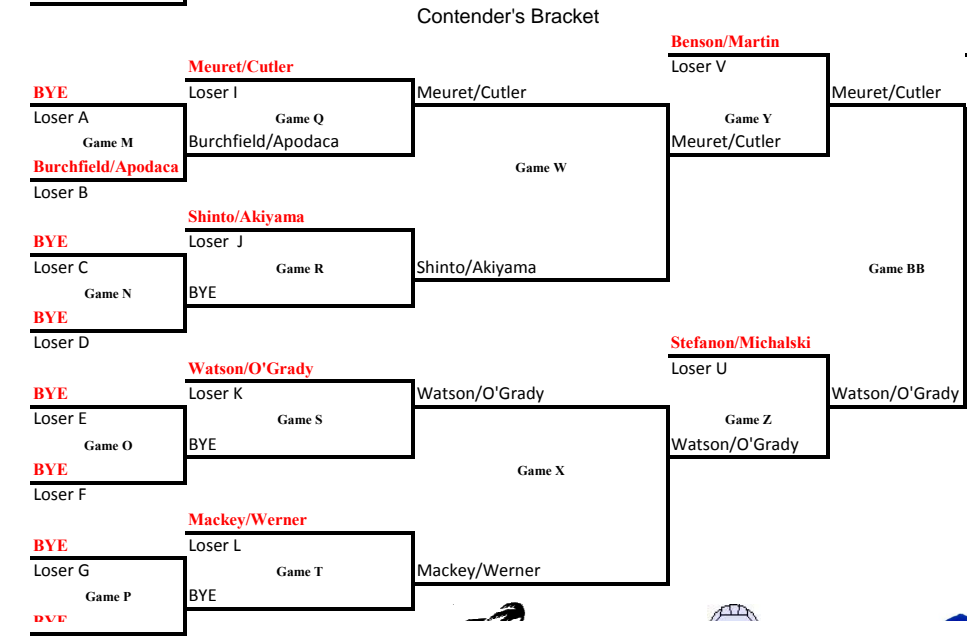 Contender's Bracket
Benson/Martin
Meuret/Cutler
Loser V
BYE
Loser I
Meuret/Cutler
Meuret/Cutler
Loser A
Game Q
Game Y
Game M
Burchfield/Apodaca
Meuret/Cutler
Burchfield/Apodaca
Game W
Loser B
Shinto/Akiyama
BYE
Loser J
Loser C
Game R
Shinto/Akiyama
Game BB
Game N
BYE
BYE
Loser D
Stefanon/Michalski
Watson/O'Grady
Loser U
BYE
Loser K
Watson/O'Grady
Watson/O'Grady
Loser E
Game S
Game Z
Game O
BYE
Watson/O'Grady
BYE
Game X
Loser F
Mackey/Werner
BYE
Loser L
Loser G
Game T
Mackey/Werner
Game P
BYE
BYE